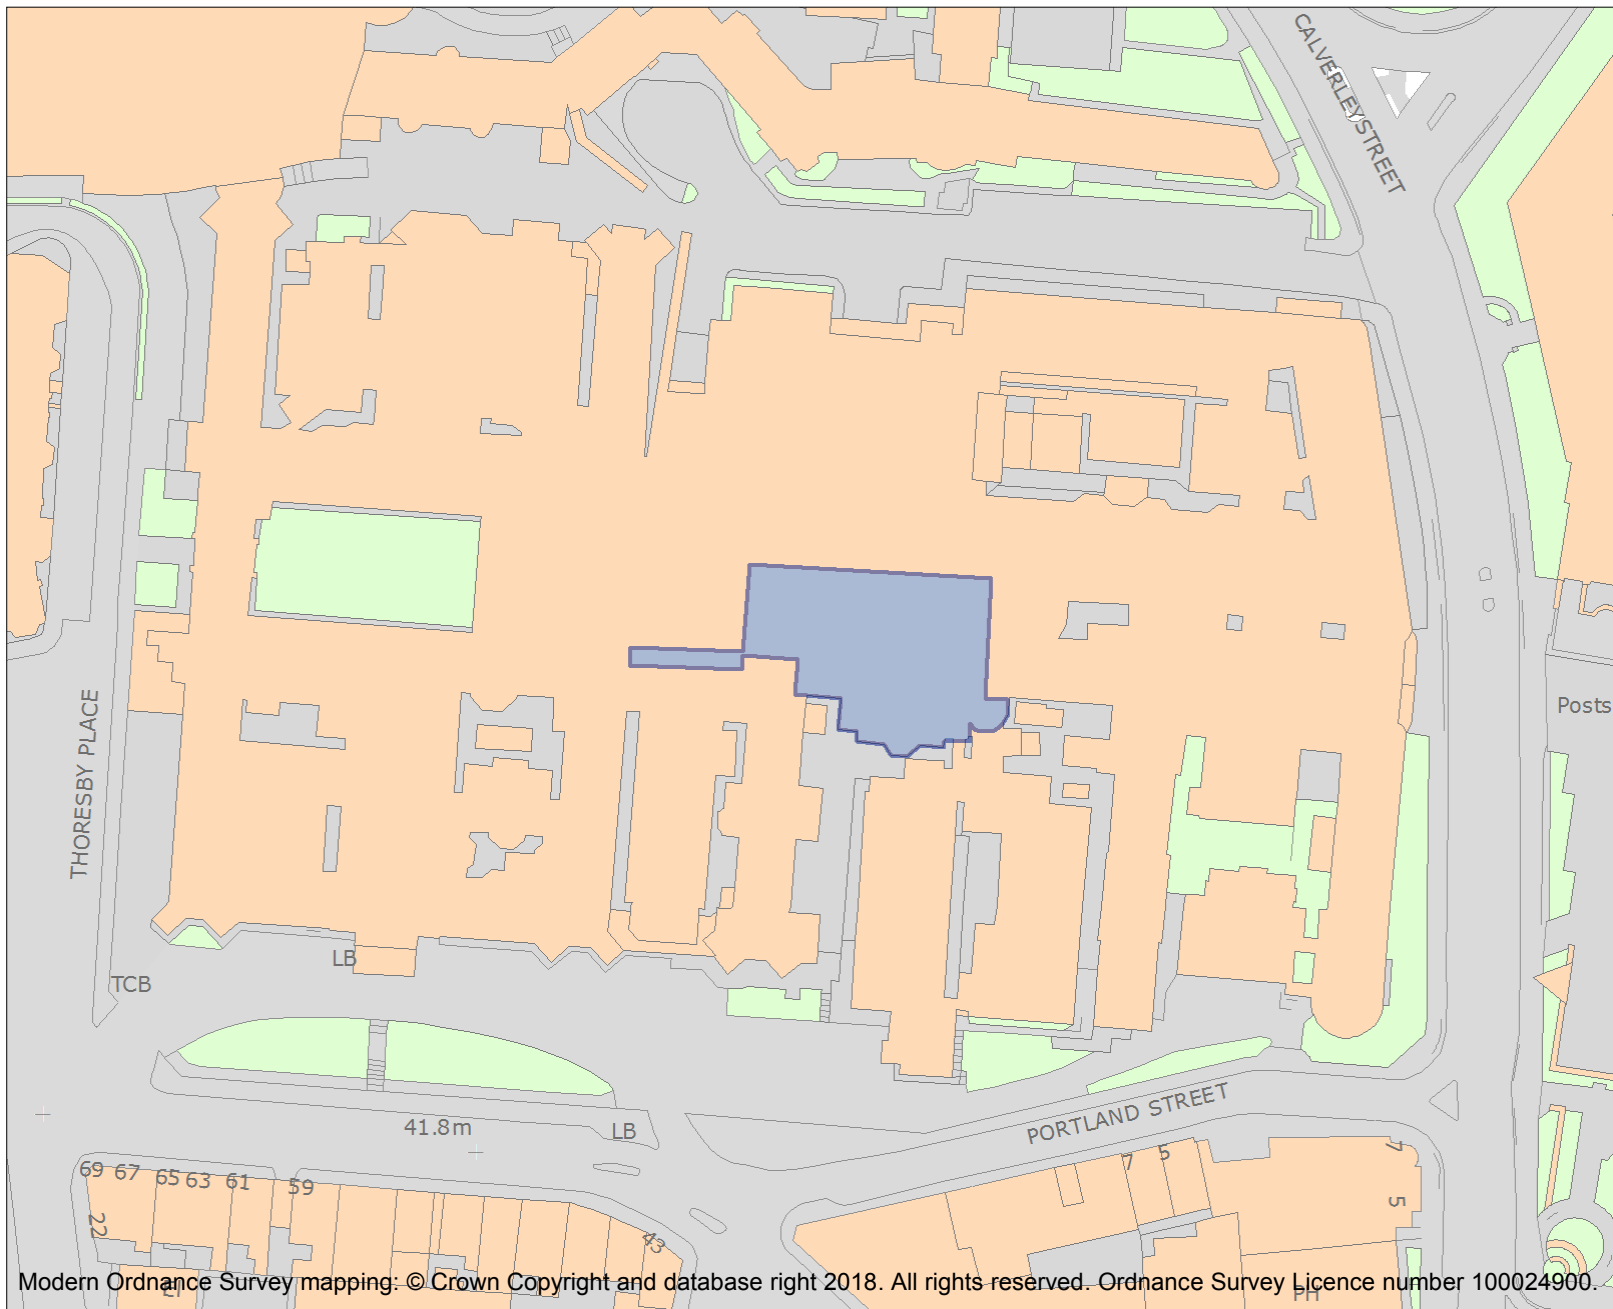 CALVERLEYSTREET
Posts
THORESBY PLACE
LB
TCB
PORTLAND STREET
41.8m
LB
69 67 65 63 61 59
7 5
7
5
22
43
El
PH
Modern Ordnance Survey mapping: © Crown Copyright and database right 2018. All rights reserved. Ordnance Survey Licence number 100024900.